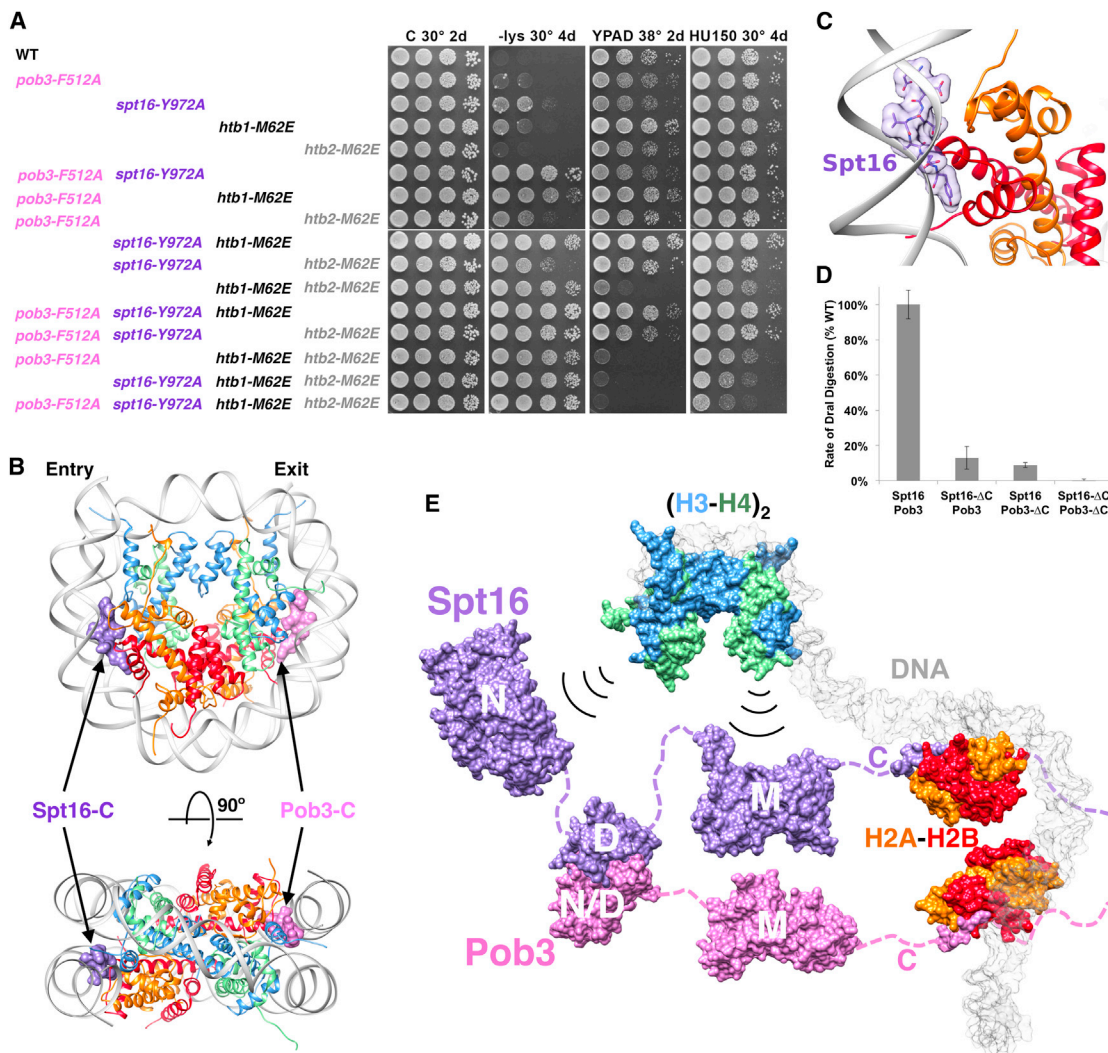 A
C 30° 2d -lys 30° 4d YPAD 38° 2d HU150 30° 4d
WT
pob3-F512A
spt16-Y972A
htb1-M62E
htb2-M62E
pob3-F512A spt16-Y972A
pob3-F512A htb1-M62E
pob3-F512A htb2-M62E
spt16-Y972A htb1-M62E
spt16-Y972A htb2-M62E
htb1-M62E htb2-M62E
pob3-F512A spt16-Y972A htb1-M62E
pob3-F512A spt16-Y972A htb2-M62E
pob3-F512A htb1-M62E htb2-M62E
spt16-Y972A htb1-M62E htb2-M62E
pob3-F512A spt16-Y972A htb1-M62E htb2-M62E
B
Entry Exit
Spt16-C 90° Pob3-C
C
Spt16
D
Rate of DraI Digestion (% WT)
100%
80%
60%
40%
20%
0%
Spt16 Spt16-ΔC Spt16 Spt16-ΔC
Pob3 Pob3 Pob3-ΔC Pob3-ΔC
E
(H3-H4)2
Spt16
N
DNA
D
M
C
H2A-H2B
N/D
M
Pob3
C